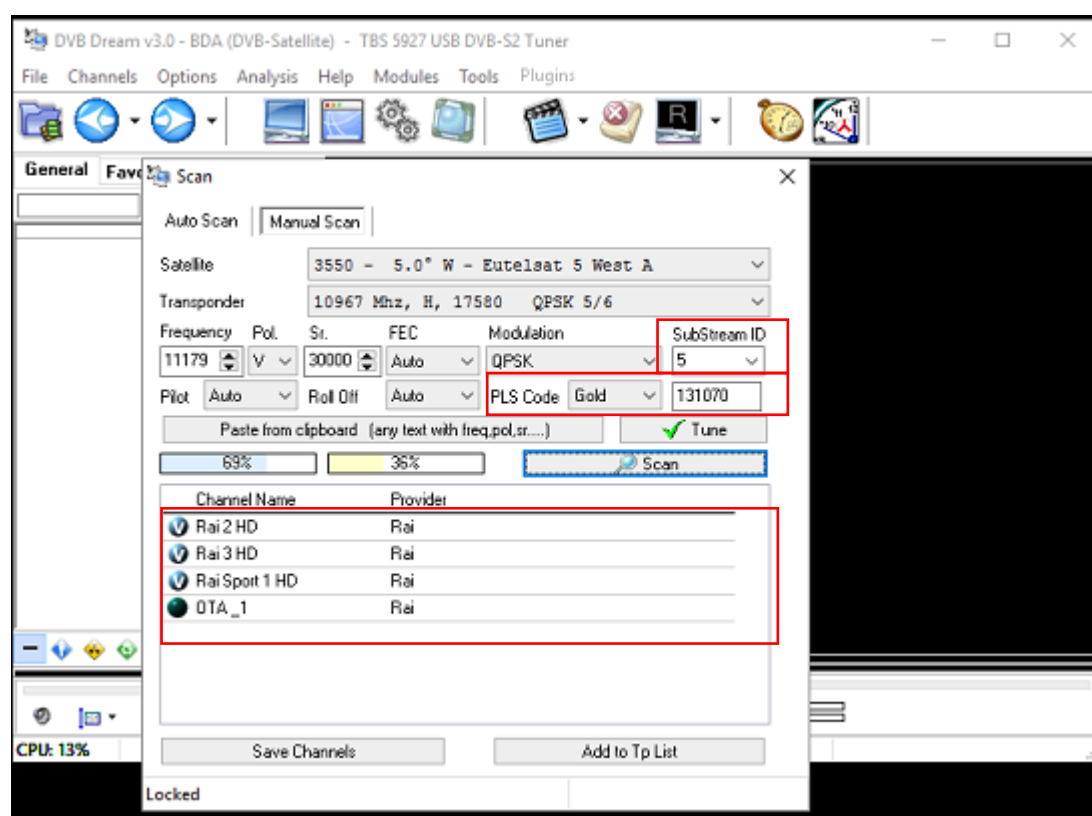 DVB Dream v3.0 - BDA (DVB-Satellite) - TBS 5927 USB DVB-S2 Tuner
File Channels Options Analysis Help Modules Tools Plugins
R
General Favo
Scan
Auto Scan Manual Scan
Satellite 3550 - 5.0° W - Eutelsat 5 West A
Transponder 10967 Mhz, H, 17580 QPSK 5/6
Frequency Pol. Sr. FEC Modulation SubStream ID
11179 V 30000 Auto QPSK 5
Pilot Auto Roll Off Auto PLS Code Gold 131070
Paste from clipboard (any text with freq,pol,sr.....) Tune
69% 36% Scan
Channel Name Provider
Rai 2 HD Rai
Rai 3 HD Rai
Rai Sport 1 HD Rai
OTA_1 Rai
CPU: 13%
Save Channels Add to Tp List
Locked